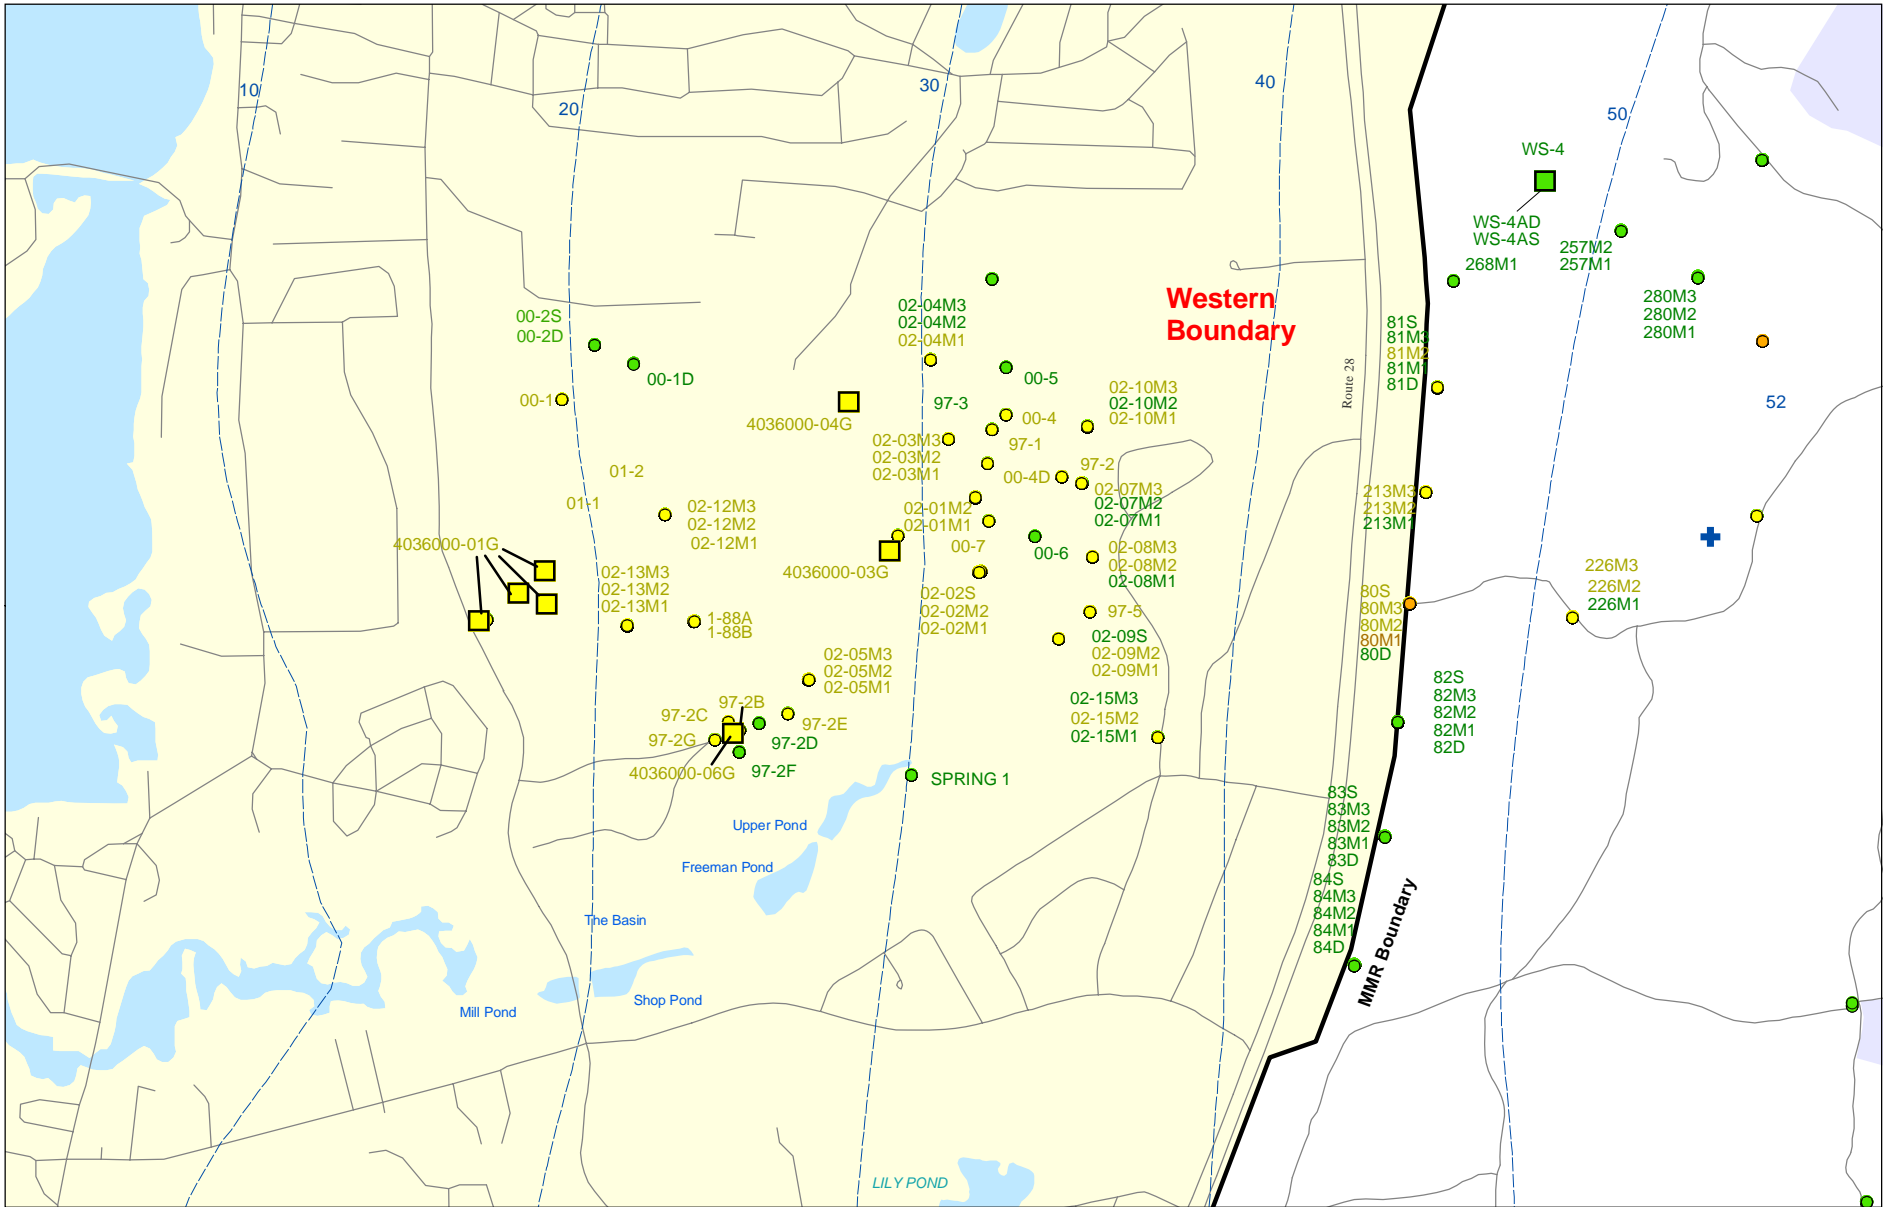 10
20
30
40
50
WS-4
WS-4AD
WS-4AS
257M2
257M1
268M1
280M3
280M2
280M1
Western
Boundary
02-04M3
02-04M2
02-04M1
00-2S
00-2D
00-1D
00-1
81S
81M3
81M2
81M1
81D
Route 28
52
00-5
97-3
02-10M3
02-10M2
02-10M1
4036000-04G
00-4
97-1
02-03M3
02-03M2
02-03M1
00-4D
97-2
02-07M3
02-07M2
02-07M1
01-2
01-1
02-12M3
02-12M2
02-12M1
02-01M2
02-01M1
213M3
213M2
213M1
4036000-01G
00-7
00-6
02-08M3
02-08M2
02-08M1
4036000-03G
02-13M3
02-13M2
02-13M1
02-02S
02-02M2
02-02M1
226M3
226M2
226M1
80S
80M3
80M2
80M1
80D
1-88A
1-88B
97-5
02-09S
02-09M2
02-09M1
02-05M3
02-05M2
02-05M1
82S
82M3
82M2
82M1
82D
97-2B
97-2C
97-2E
97-2G
97-2D
02-15M3
02-15M2
02-15M1
4036000-06G
97-2F
SPRING 1
83S
83M3
83M2
83M1
83D
Upper Pond
Freeman Pond
84S
84M3
84M2
84M1
84D
MMR Boundary
The Basin
Shop Pond
Mill Pond
LILY POND